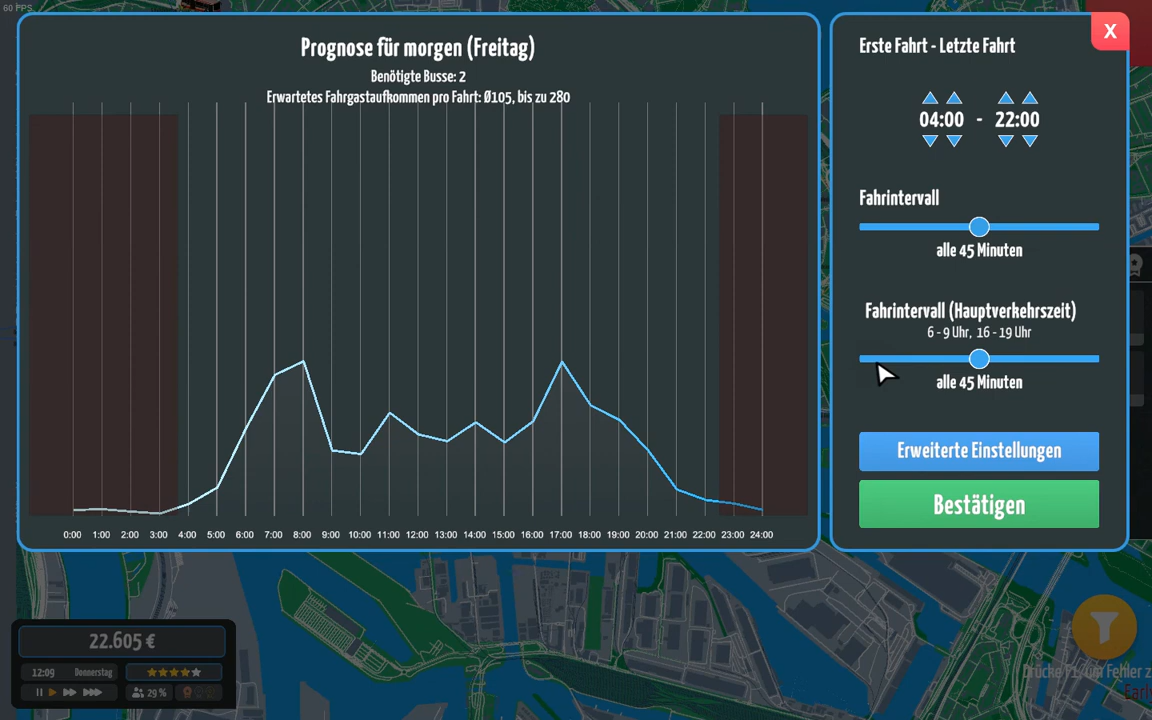 60 FPS
Prognose für morgen (Freitag)
Benötigte Busse: 2
Erwartetes Fahrgastaufkommen pro Fahrt: Ø105, bis zu 280
0:00 1:00 2:00 3:00 4:00 5:00 6:00 7:00 8:00 9:00 10:00 11:00 12:00 13:00 14:00 15:00 16:00 17:00 18:00 19:00 20:00 21:00 22:00 23:00 24:00
X
Erste Fahrt - Letzte Fahrt
04:00 - 22:00
Fahrintervall
alle 45 Minuten
Fahrintervall (Hauptverkehrszeit)
6 - 9 Uhr, 16 - 19 Uhr
alle 45 Minuten
Erweiterte Einstellungen
Bestätigen
22.605 €
12:09 Donnerstag
29 %
Drücke F1, um Fehler z
Early